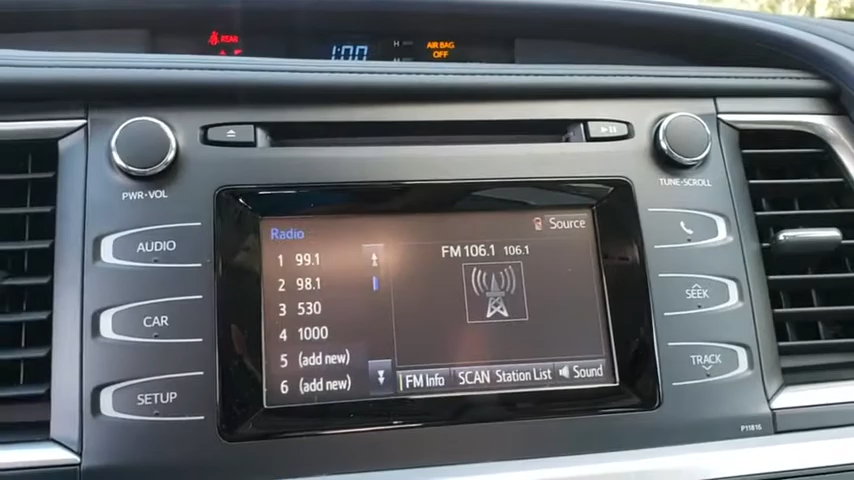 REAR
1:00
AIR BAG
OFF
PWR•VOL
TUNE•SCROLL
AUDIO
CAR
SETUP
Radio
Source
1 99.1
2 98.1
3 530
4 1000
5 (add new)
6 (add new)
FM 106.1 106.1
FM Info
SCAN
Station List
Sound
SEEK
TRACK
P11815